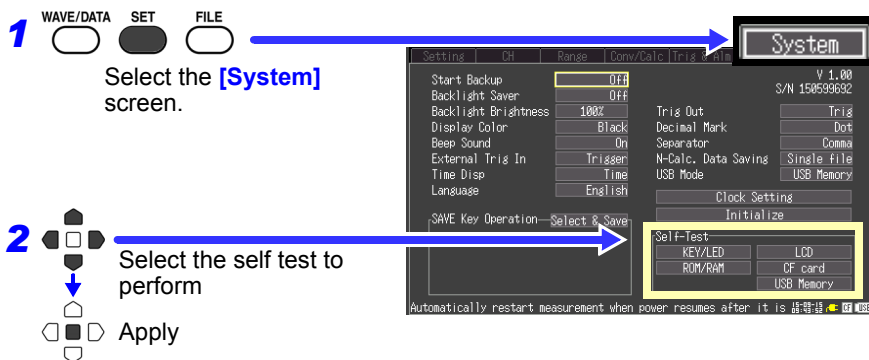 1
WAVE/DATA SET FILE
Select the [System]
screen.
System
Setting CH Range Conv/Calc Trig & Alm
V 1.00
S/N 150599692
Start Backup Off
Backlight Saver Off
Backlight Brightness 100% Trig Out Trig
Display Color Black Decimal Mark Dot
Beep Sound On Separator Comma
External Trig In Trigger N-Calc. Data Saving Single file
Time Disp Time USB Mode USB Memory
Language English
Clock Setting
Initialize
SAVE Key Operation Select & Save
Self-Test
KEY/LED LCD
ROM/RAM CF card
USB Memory
Automatically restart measurement when power resumes after it is
CF USB
2
Select the self test to
perform
Apply